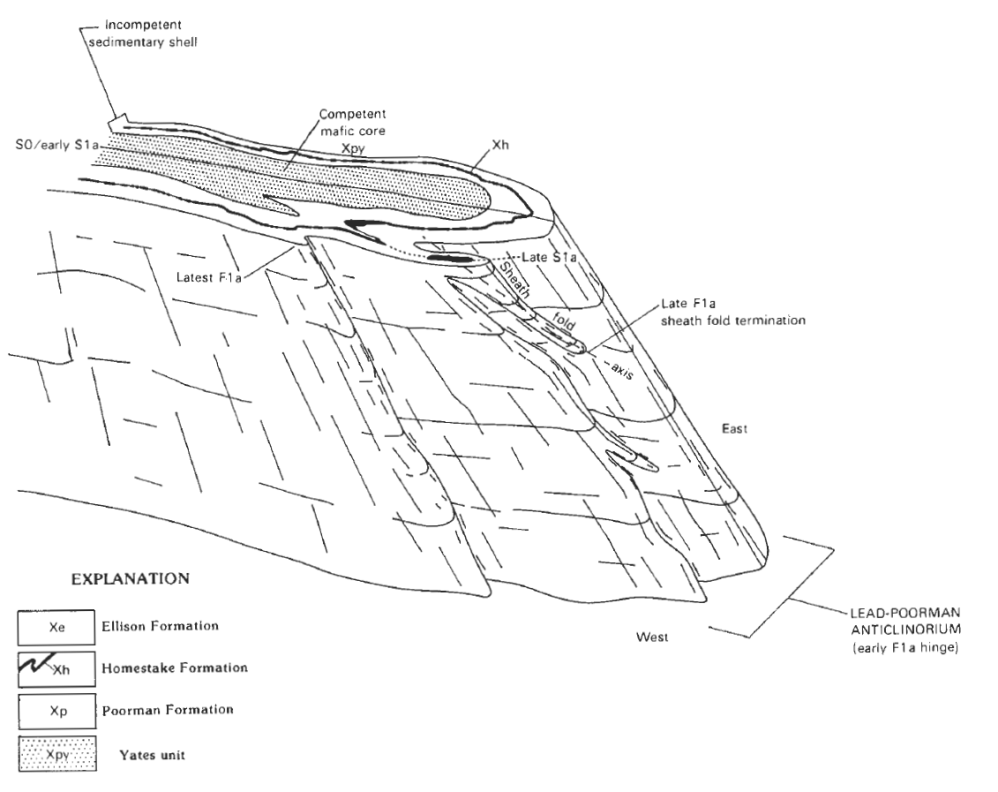 Incompetent
sedimentary shell
Competent
mafic core
Xpy
Xh
S0/early S1a
Latest F1a
Late S1a
Sheath
fold
axis
Late F1a
sheath fold termination
East
West
LEAD-POORMAN
ANTICLINORIUM
(early F1a hinge)
EXPLANATION
Xe Ellison Formation
Xh Homestake Formation
Xp Poorman Formation
Xpy Yates unit